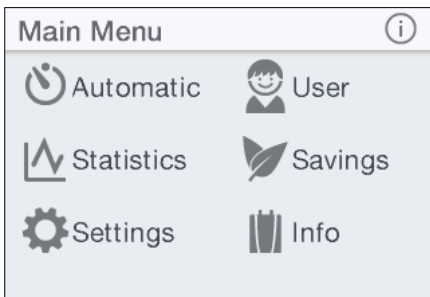 Main Menu
Automatic User
Statistics Savings
Settings Info